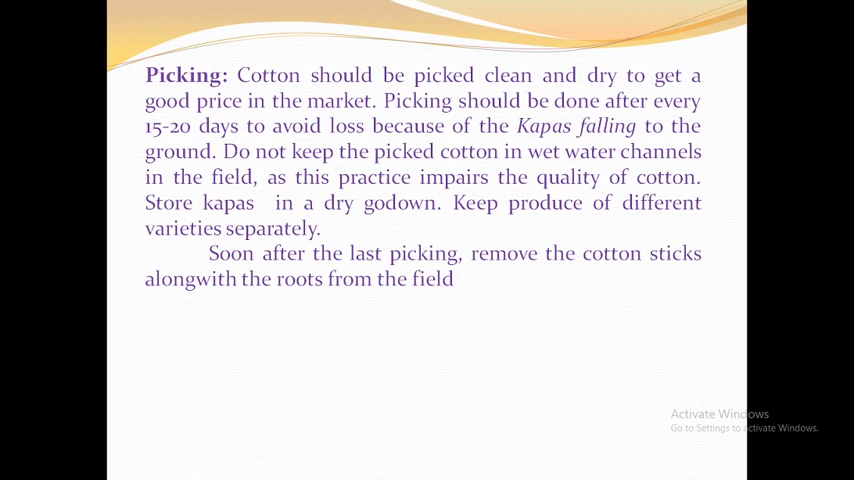 Picking: Cotton should be picked clean and dry to get a
good price in the market. Picking should be done after every
15-20 days to avoid loss because of the Kapas falling to the
ground. Do not keep the picked cotton in wet water channels
in the field, as this practice impairs the quality of cotton.
Store kapas in a dry godown. Keep produce of different
varieties separately.
Soon after the last picking, remove the cotton sticks
alongwith the roots from the field
Activate Windows
Go to Settings to activate Windows.